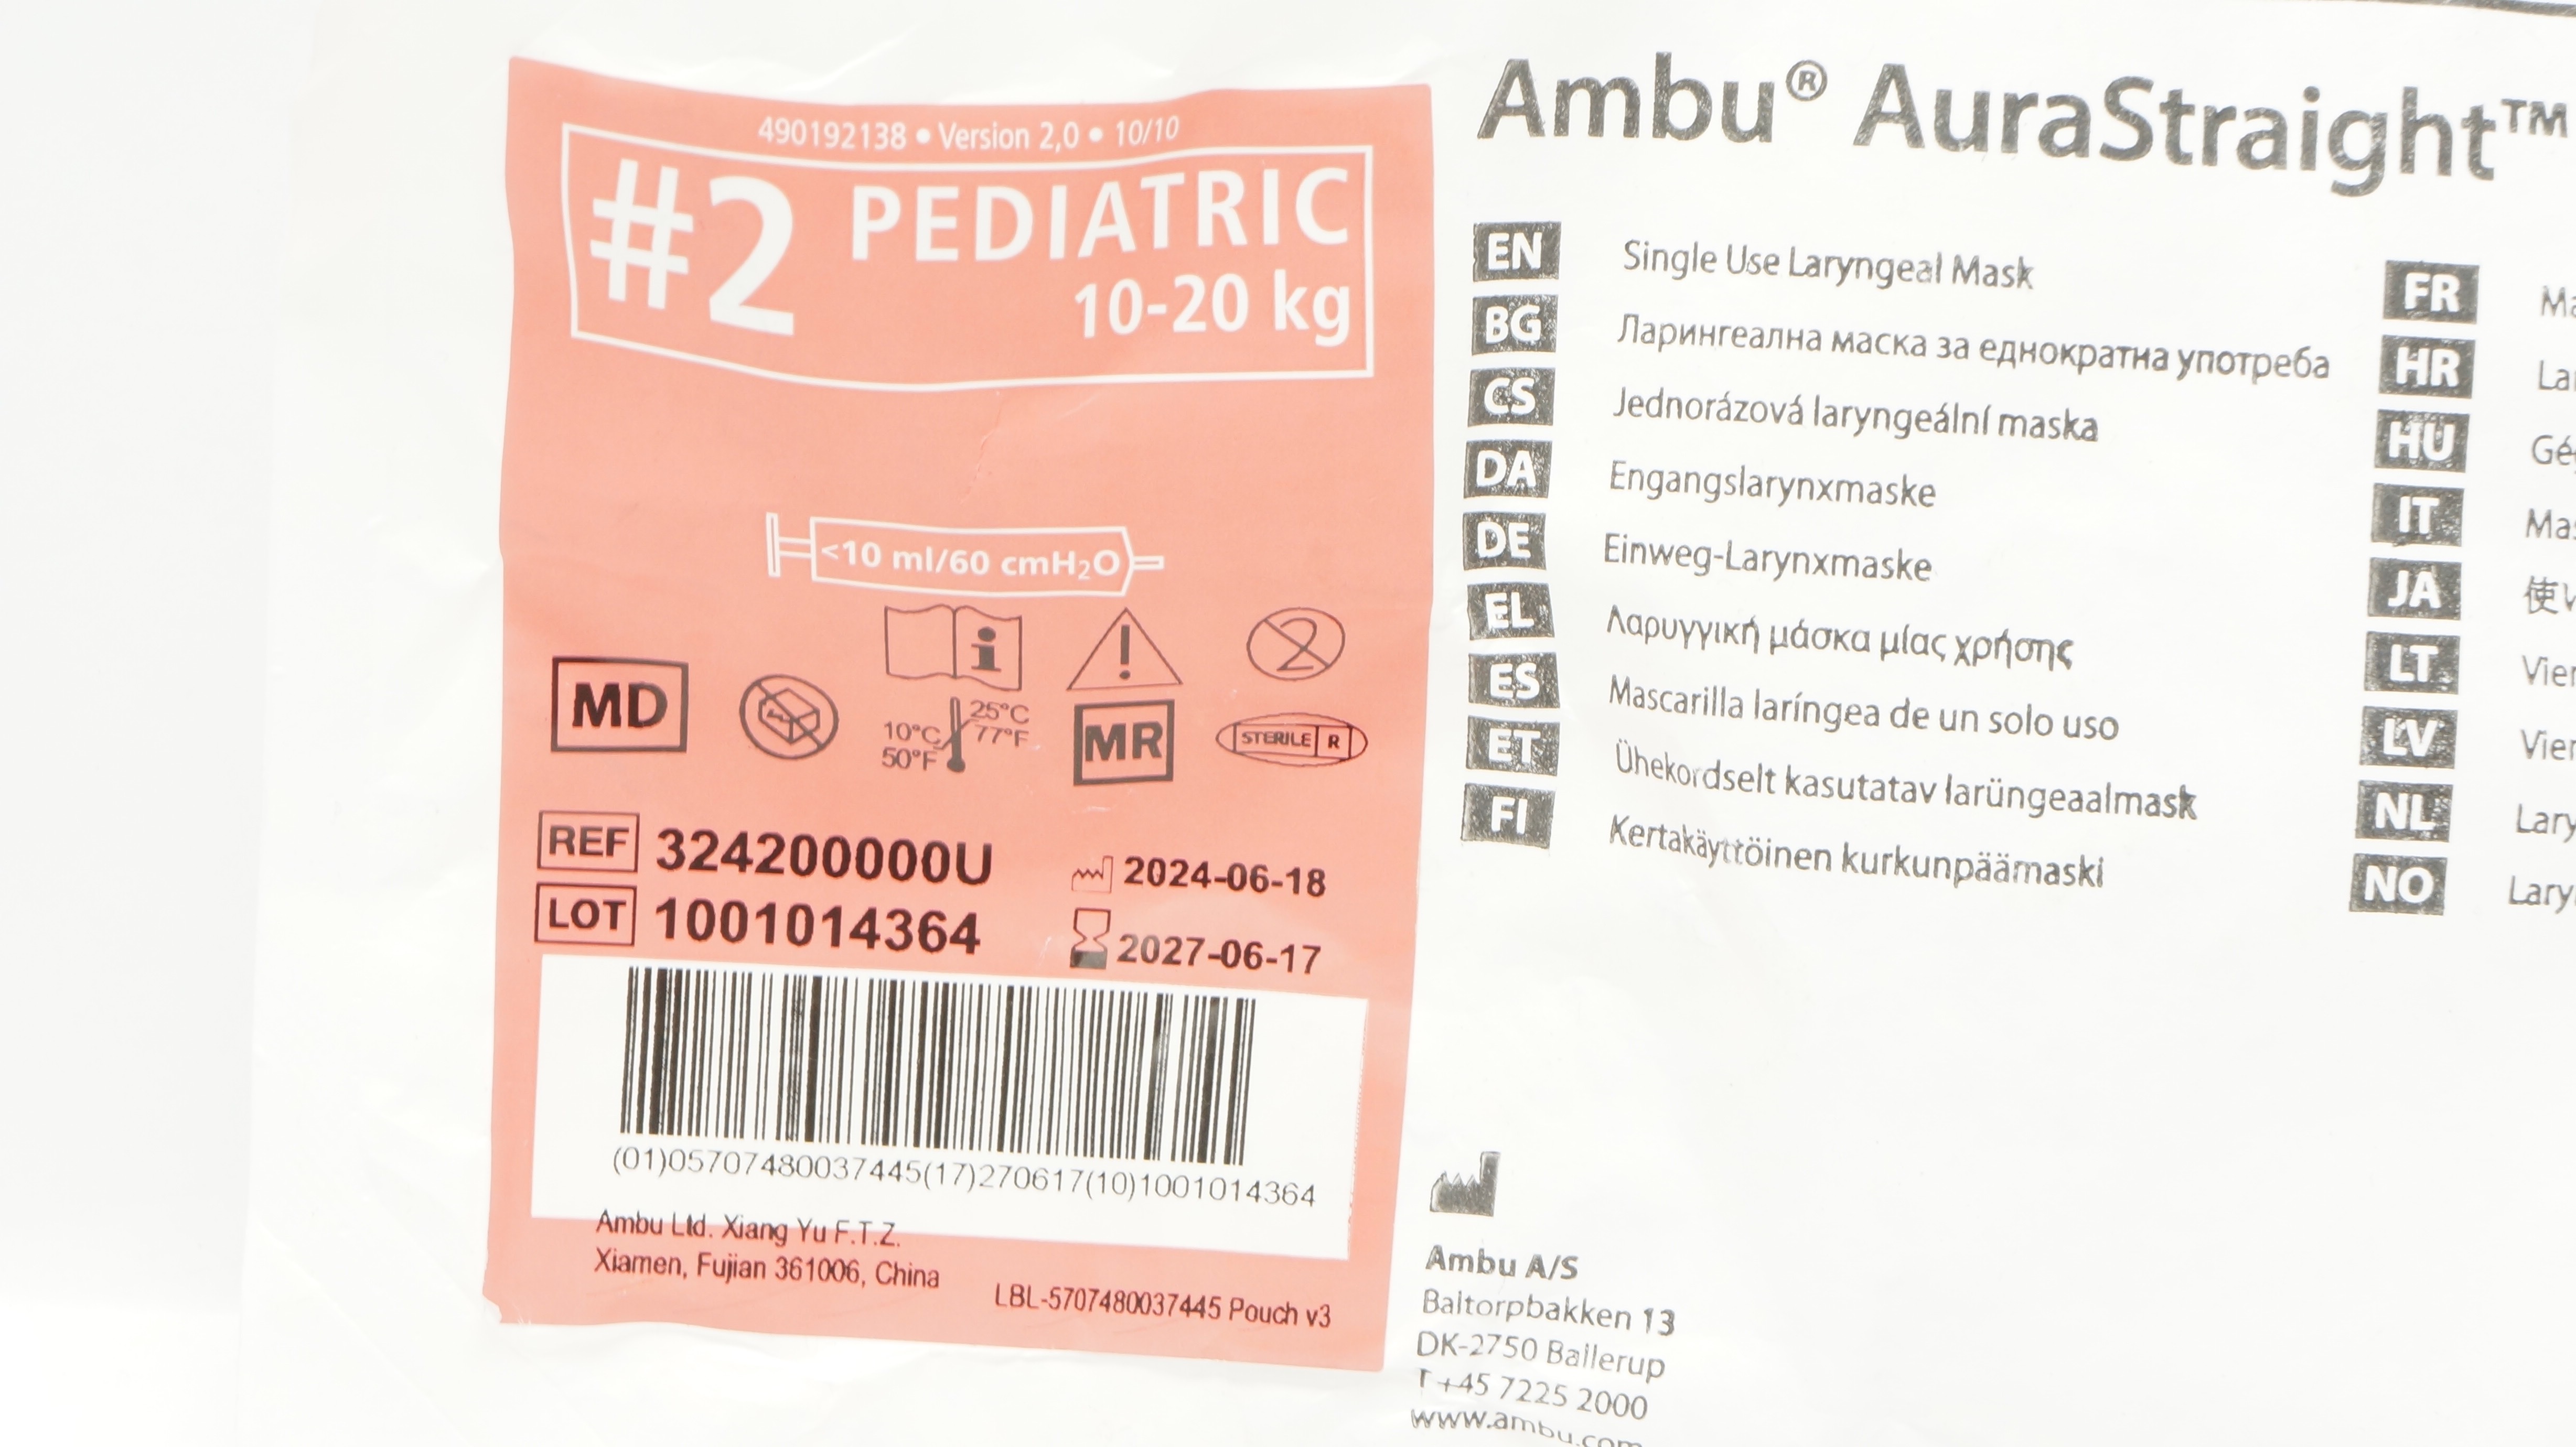 490192138 • Version 2,0 • 10/10
#2 PEDIATRIC
10-20 kg
<10 ml/60 cmH₂O
MD
2
10°C
50°F
25°C
77°F
MR
STERILE R
REF 324200000U
2024-06-18
LOT 1001014364
2027-06-17
(01)05707480037445(17)270617(10)1001014364
Ambu Ltd. Xiang Yu F.T.Z.
Xiamen, Fujian 361006, China
LBL-5707480037445 Pouch v3
Ambu® AuraStraight™
EN Single Use Laryngeal Mask
BG Ларингеална маска за еднократна употреба
CS Jednorázová laryngeální maska
DA Engangslarynxmaske
DE Einweg-Larynxmaske
EL Λαρυγγική μάσκα μίας χρήσης
ES Mascarilla laríngea de un solo uso
ET Ühekordselt kasutatav larüngeaalmask
FI Kertakäyttöinen kurkunpäämaski
FR
HR
HU
IT
JA
LT
LV
NL
NO
Ambu A/S
Baltorpbakken 13
DK-2750 Ballerup
T +45 7225 2000
www.ambu.com